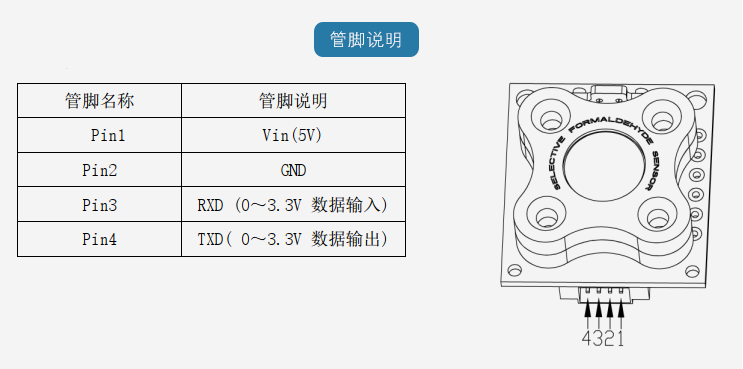 管脚说明
管脚名称 管脚说明
Pin1 Vin(5V)
Pin2 GND
Pin3 RXD (0～3.3V 数据输入)
Pin4 TXD( 0～3.3V 数据输出)
SELECTIVE FORMALDEHYDE SENSOR
4321